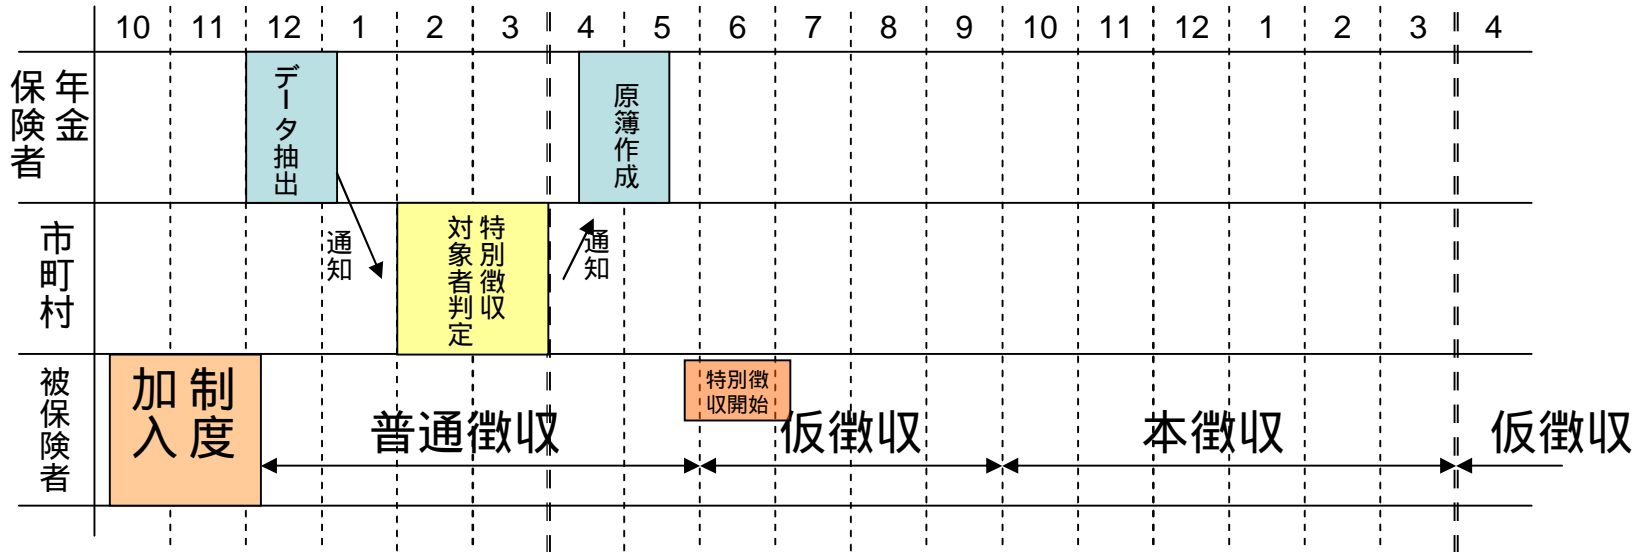 10 11 12 1 2 3 4 5 6 7 8 9 10 11 12 1 2 3 4
年金
保険者
データ抽出
原簿作成
市町村
通知
特別徴収
対象者判定
通知
被保険者
制度
加入
普通徴収
特別徴
収開始
仮徴収
本徴収
仮徴収